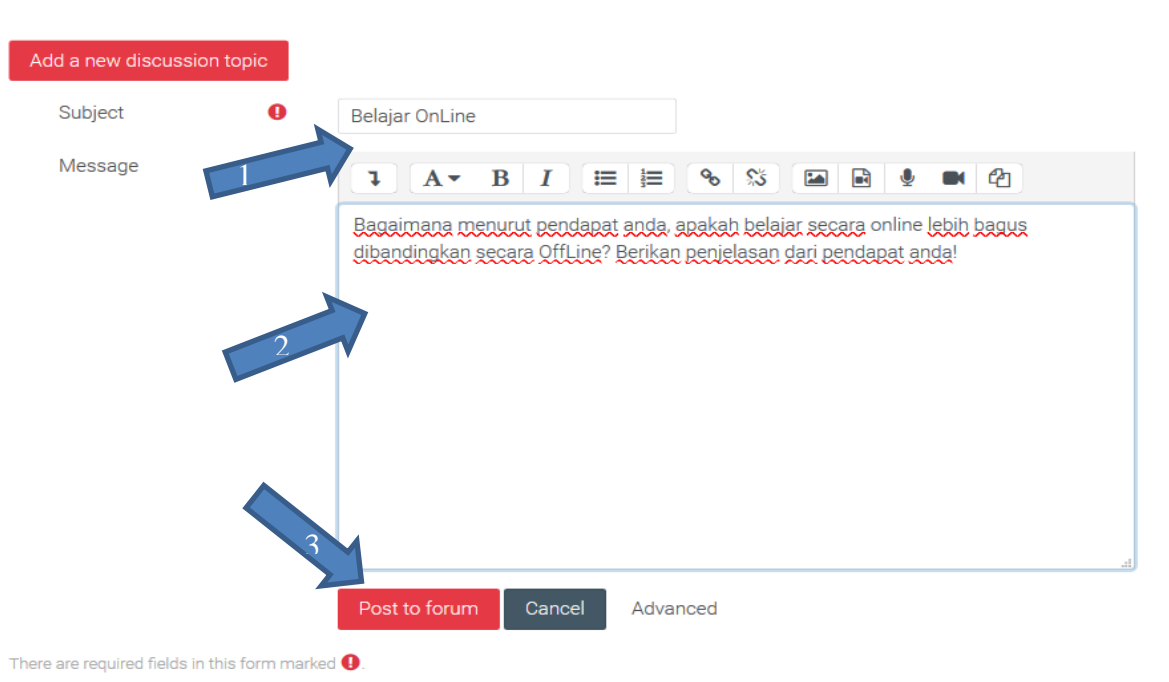 Add a new discussion topic
Subject
Belajar OnLine
Message
1
Bagaimana menurut pendapat anda, apakah belajar secara online lebih bagus
dibandingkan secara OffLine? Berikan penjelasan dari pendapat anda!
2
3
Post to forum Cancel Advanced
There are required fields in this form marked .